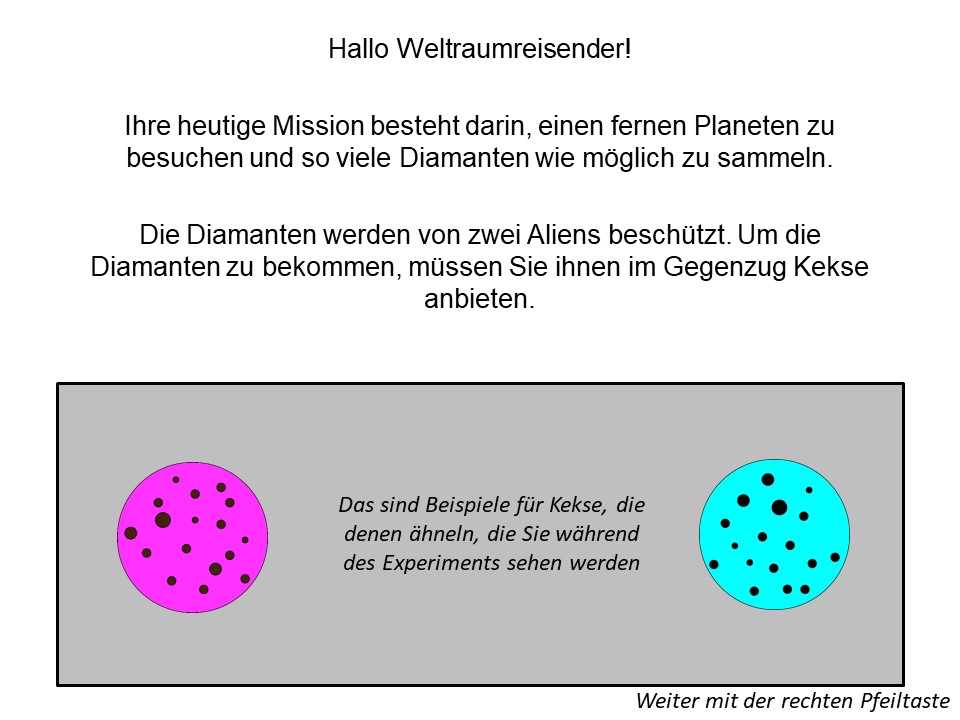 Hallo Weltraumreisender!
Ihre heutige Mission besteht darin, einen fernen Planeten zu
besuchen und so viele Diamanten wie möglich zu sammeln.
Die Diamanten werden von zwei Aliens beschützt. Um die
Diamanten zu bekommen, müssen Sie ihnen im Gegenzug Kekse
anbieten.
Das sind Beispiele für Kekse, die
denen ähneln, die Sie während
des Experiments sehen werden
Weiter mit der rechten Pfeiltaste